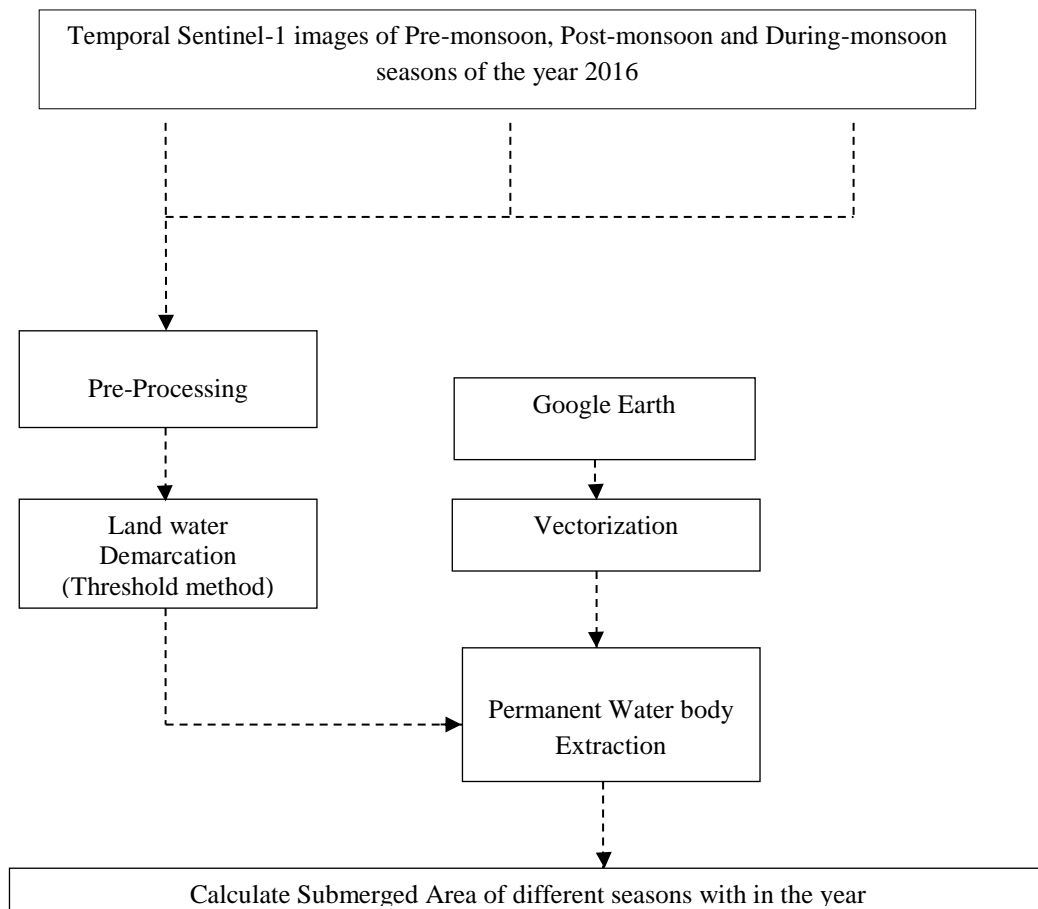 Temporal Sentinel-1 images of Pre-monsoon, Post-monsoon and During-monsoon
seasons of the year 2016
Pre-Processing
Google Earth
Land water
Demarcation
(Threshold method)
Vectorization
Permanent Water body
Extraction
Calculate Submerged Area of different seasons with in the year